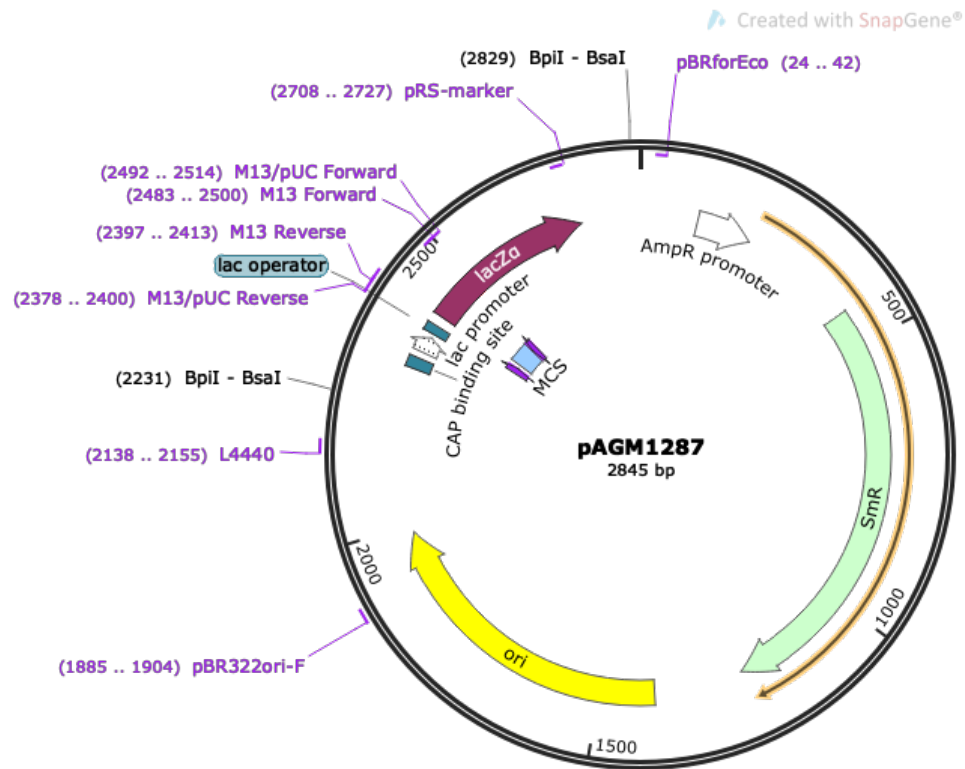 Created with SnapGene®
(2829) BpiI - BsaI
pBRforEco (24 .. 42)
(2708 .. 2727) pRS-marker
(2492 .. 2514) M13/pUC Forward
(2483 .. 2500) M13 Forward
(2397 .. 2413) M13 Reverse
lac operator
(2378 .. 2400) M13/pUC Reverse
(2231) BpiI - BsaI
(2138 .. 2155) L4440
(1885 .. 1904) pBR322ori-F
2500
lacZα
lac promoter
CAP binding site
MCS
AmpR promoter
500
pAGM1287
2845 bp
SmR
1000
2000
ori
1500